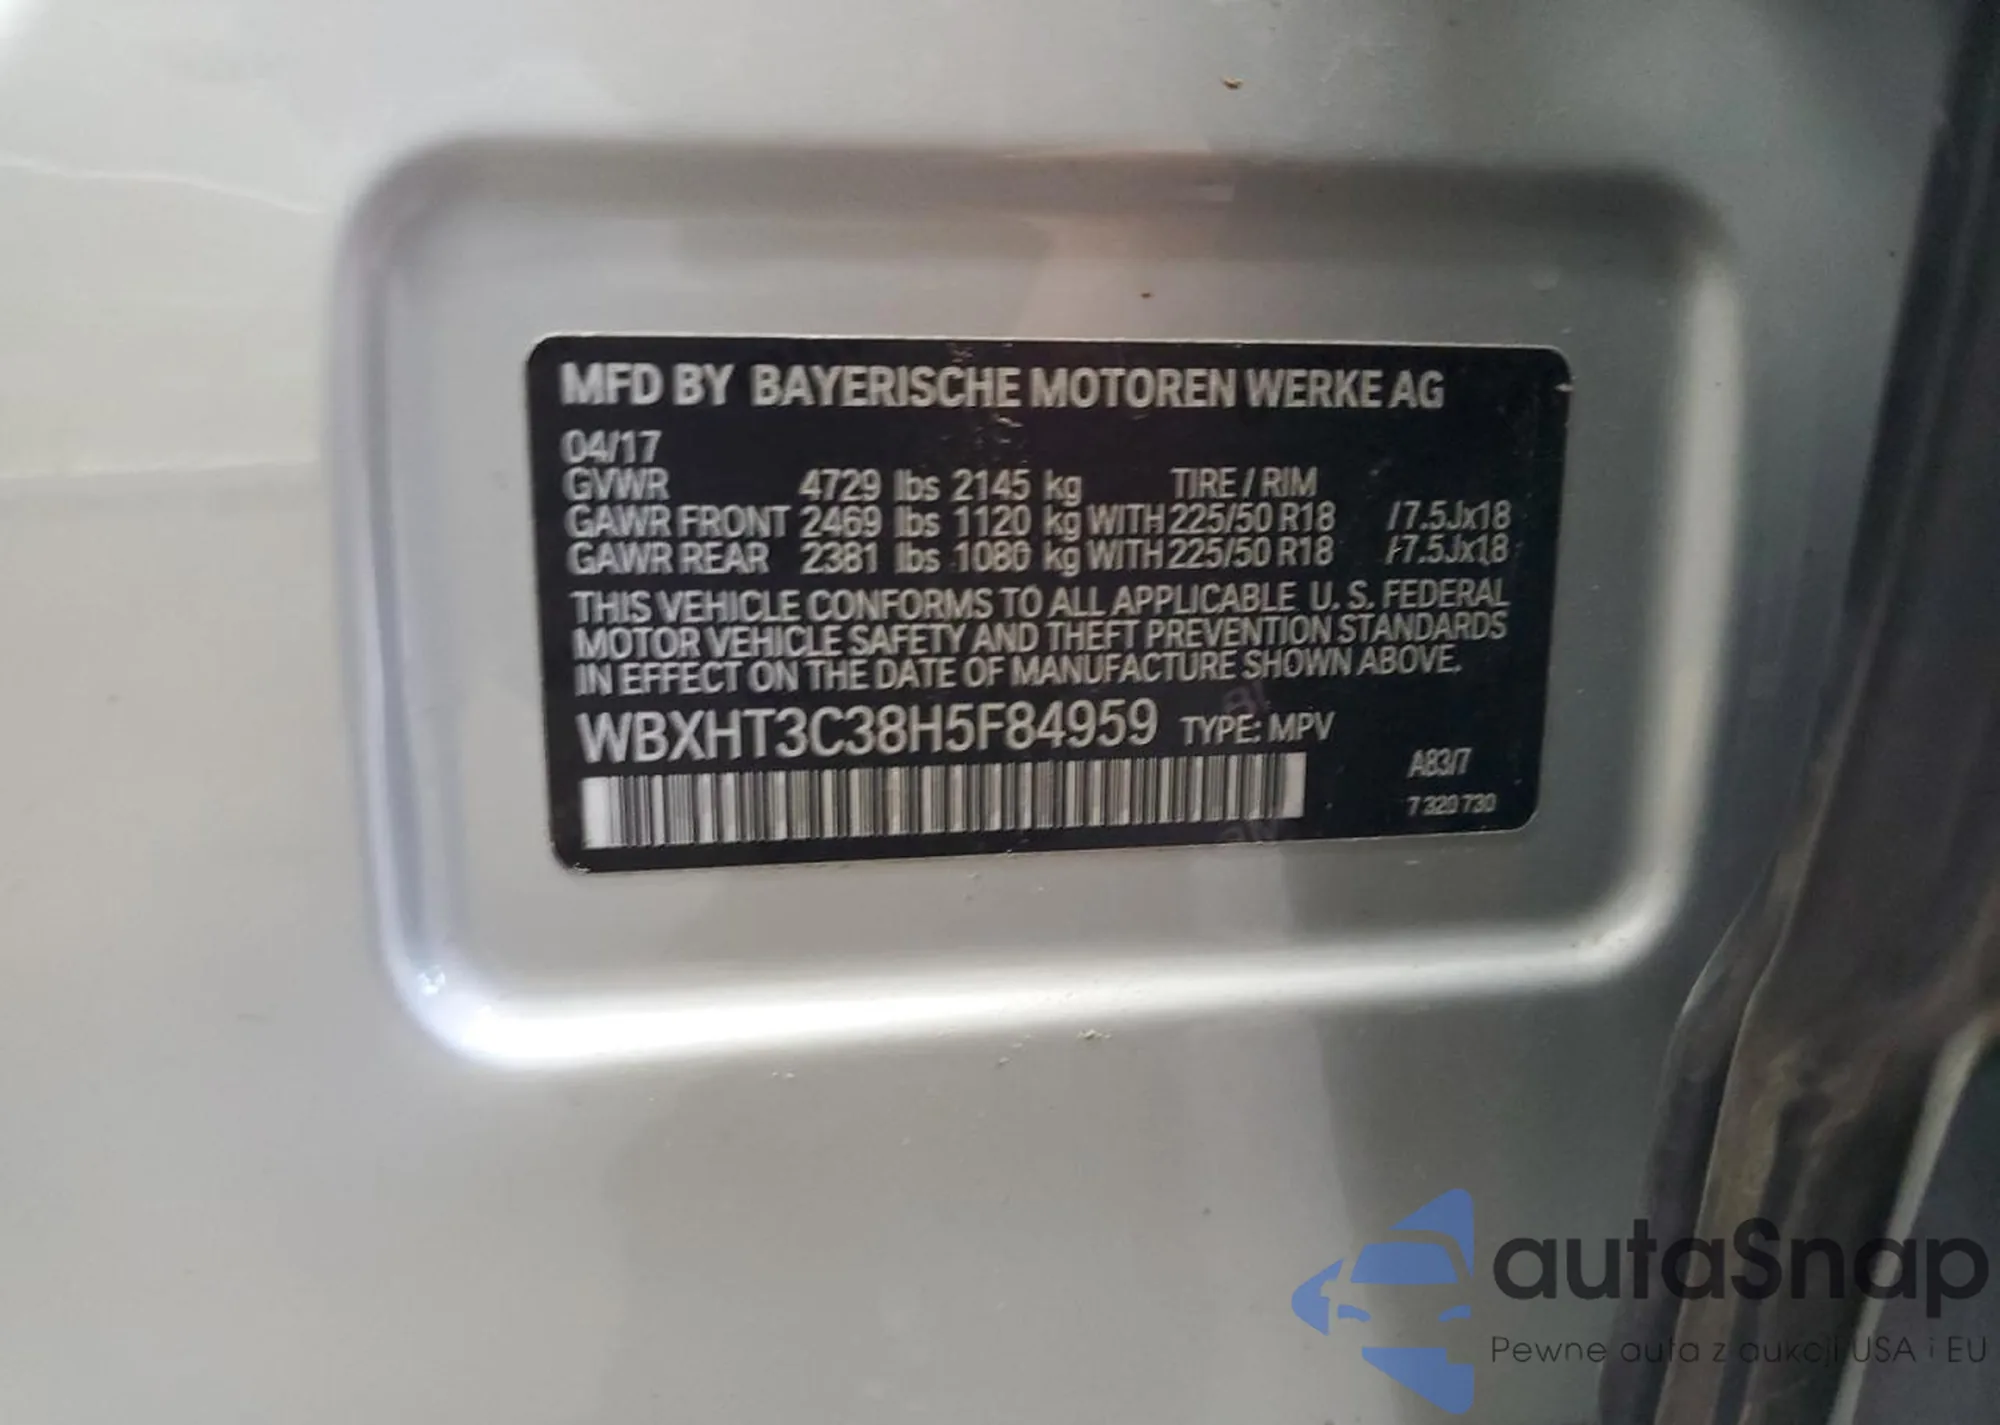 MFD BY BAYERISCHE MOTOREN WERKE AG
04/17
GVWR 4729 lbs 2145 kg TIRE / RIM
GAWR FRONT 2469 lbs 1120 kg WITH 225/50 R18 /7.5Jx18
GAWR REAR 2381 lbs 1080 kg WITH 225/50 R18 /7.5Jx18
THIS VEHICLE CONFORMS TO ALL APPLICABLE U. S. FEDERAL
MOTOR VEHICLE SAFETY AND THEFT PREVENTION STANDARDS
IN EFFECT ON THE DATE OF MANUFACTURE SHOWN ABOVE.
WBXHT3C38H5F84959 TYPE: MPV
A83/7
7 320 730
autaSnap
Pewne auta z aukcji USA i EU